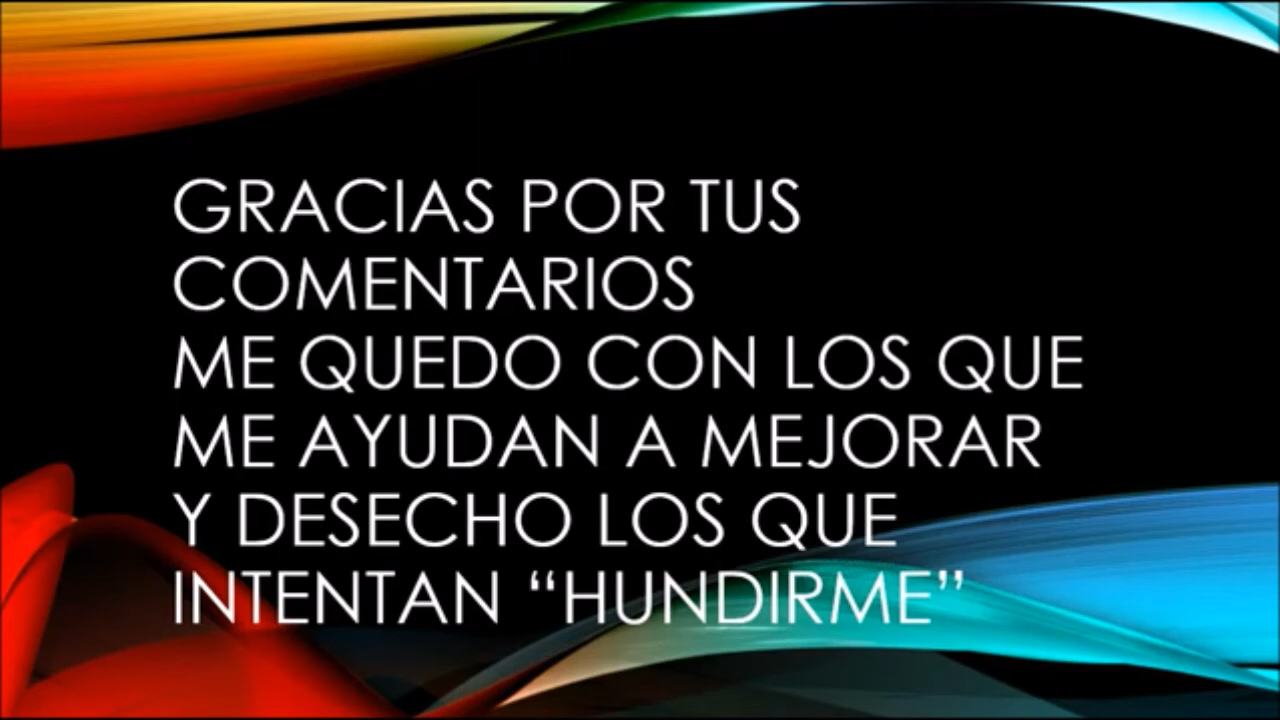 GRACIAS POR TUS
COMENTARIOS
ME QUEDO CON LOS QUE
ME AYUDAN A MEJORAR
Y DESECHO LOS QUE
INTENTAN “HUNDIRME”